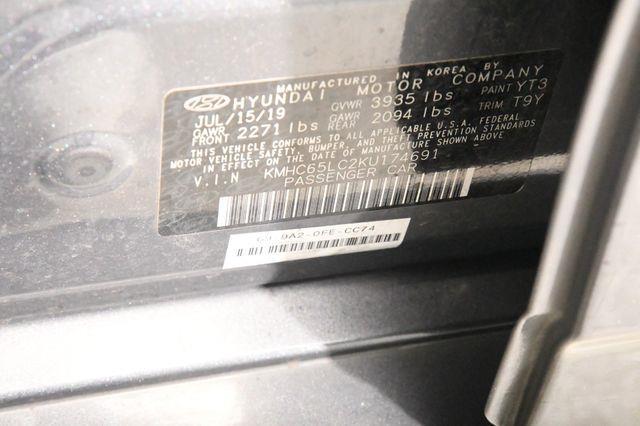 MANUFACTURED IN KOREA BY
HYUNDAI MOTOR COMPANY
JUL/15/19 GVWR 3935 lbs PAINT YT3
GAWR FRONT 2271 lbs GAWR REAR 2094 lbs TRIM T9Y
THIS VEHICLE CONFORMS TO ALL APPLICABLE U.S.A. FEDERAL
MOTOR VEHICLE SAFETY, BUMPER, AND THEFT PREVENTION STANDARDS
IN EFFECT ON THE DATE OF MANUFACTURE SHOWN ABOVE
V.I.N KMHC65LC2KU174691
PASSENGER CAR
G9 9A2-0FE-CC74